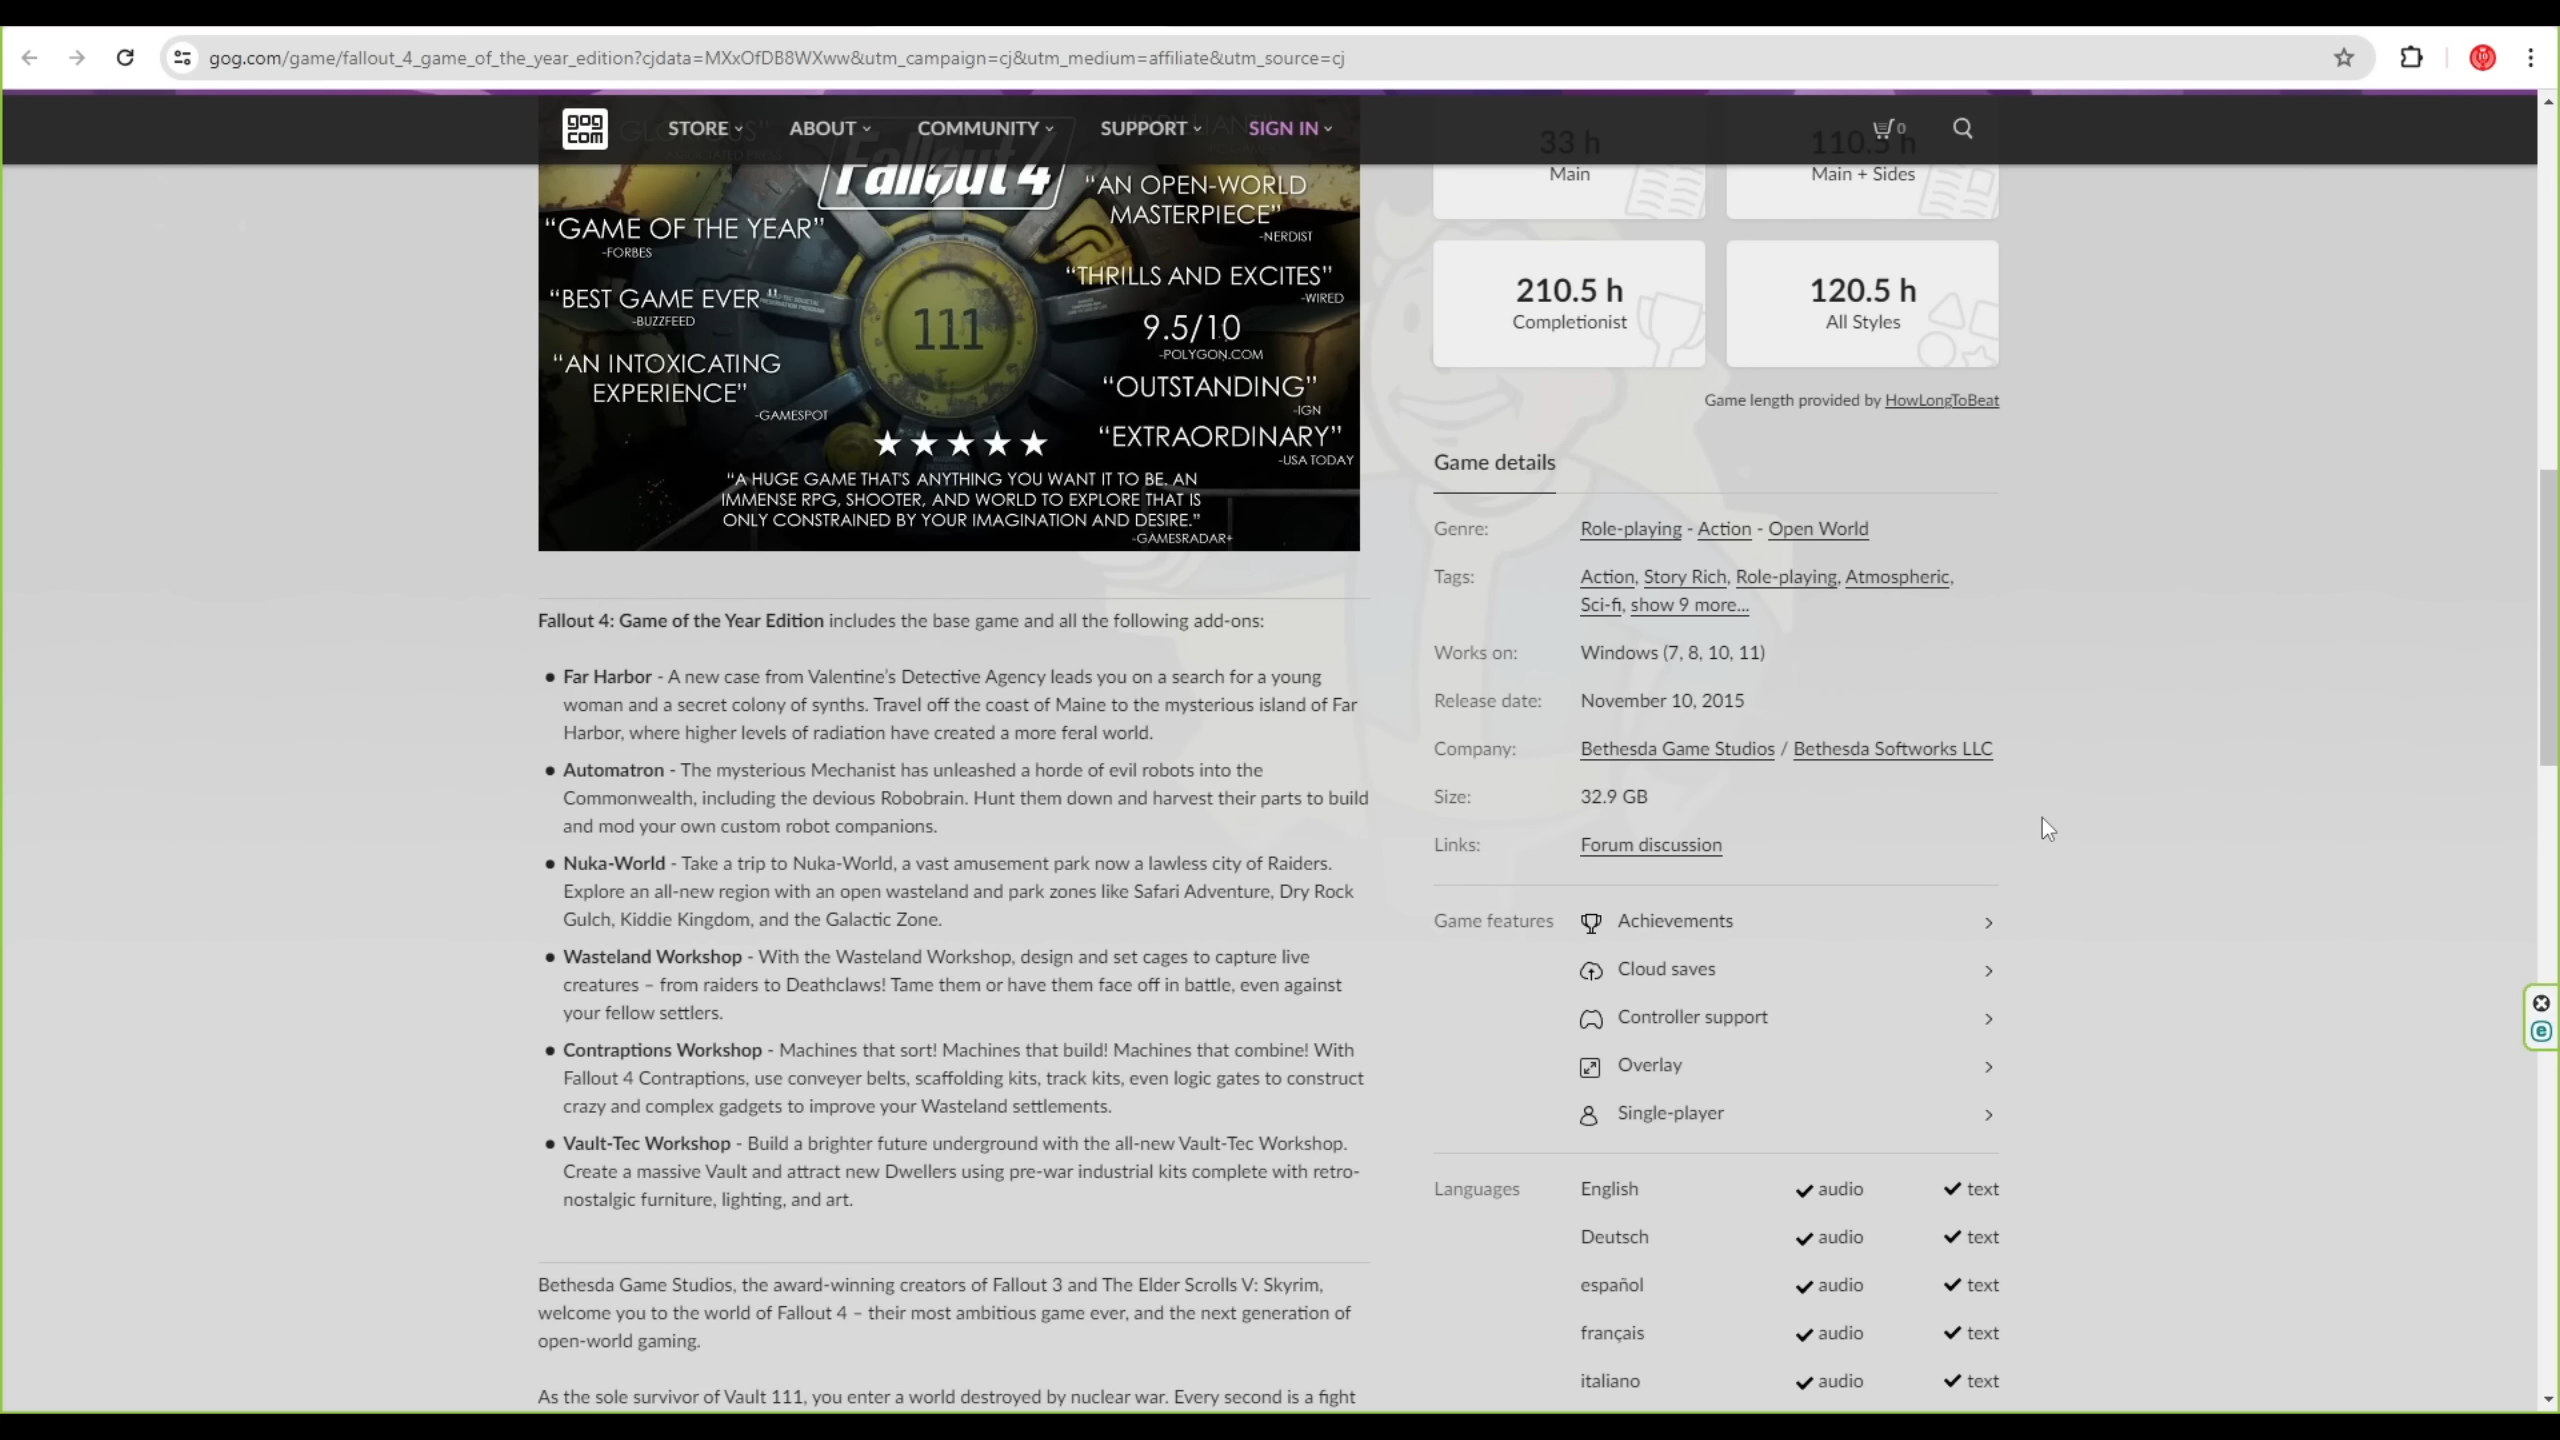 gog.com/game/fallout_4_game_of_the_year_edition?cjdata=MXxOfDB8WXww&utm_campaign=cj&utm_medium=affiliate&utm_source=cj
gog
com
STORE
ABOUT
COMMUNITY
SUPPORT
SIGN IN
0
Fallout 4
"GAME OF THE YEAR"
-FORBES
"BEST GAME EVER"
-BUZZFEED
"AN INTOXICATING
EXPERIENCE"
-GAMESPOT
111
"AN OPEN-WORLD
MASTERPIECE"
-NERDIST
"THRILLS AND EXCITES"
-WIRED
9.5/10
-POLYGON.COM
"OUTSTANDING"
-IGN
"EXTRAORDINARY"
-USA TODAY
"A HUGE GAME THAT'S ANYTHING YOU WANT IT TO BE. AN
IMMENSE RPG, SHOOTER, AND WORLD TO EXPLORE THAT IS
ONLY CONSTRAINED BY YOUR IMAGINATION AND DESIRE."
-GAMESRADAR+
Fallout 4: Game of the Year Edition includes the base game and all the following add-ons:
● Far Harbor - A new case from Valentine's Detective Agency leads you on a search for a young
woman and a secret colony of synths. Travel off the coast of Maine to the mysterious island of Far
Harbor, where higher levels of radiation have created a more feral world.
● Automatron - The mysterious Mechanist has unleashed a horde of evil robots into the
Commonwealth, including the devious Robobrain. Hunt them down and harvest their parts to build
and mod your own custom robot companions.
● Nuka-World - Take a trip to Nuka-World, a vast amusement park now a lawless city of Raiders.
Explore an all-new region with an open wasteland and park zones like Safari Adventure, Dry Rock
Gulch, Kiddie Kingdom, and the Galactic Zone.
● Wasteland Workshop - With the Wasteland Workshop, design and set cages to capture live
creatures – from raiders to Deathclaws! Tame them or have them face off in battle, even against
your fellow settlers.
● Contraptions Workshop - Machines that sort! Machines that build! Machines that combine! With
Fallout 4 Contraptions, use conveyer belts, scaffolding kits, track kits, even logic gates to construct
crazy and complex gadgets to improve your Wasteland settlements.
● Vault-Tec Workshop - Build a brighter future underground with the all-new Vault-Tec Workshop.
Create a massive Vault and attract new Dwellers using pre-war industrial kits complete with retro-
nostalgic furniture, lighting, and art.
Bethesda Game Studios, the award-winning creators of Fallout 3 and The Elder Scrolls V: Skyrim,
welcome you to the world of Fallout 4 – their most ambitious game ever, and the next generation of
open-world gaming.
As the sole survivor of Vault 111, you enter a world destroyed by nuclear war. Every second is a fight
33 h
Main
110.5 h
Main + Sides
210.5 h
Completionist
120.5 h
All Styles
Game length provided by HowLongToBeat
Game details
Genre: Role-playing - Action - Open World
Tags: Action, Story Rich, Role-playing, Atmospheric,
Sci-fi, show 9 more...
Works on: Windows (7, 8, 10, 11)
Release date: November 10, 2015
Company: Bethesda Game Studios / Bethesda Softworks LLC
Size: 32.9 GB
Links: Forum discussion
Game features Achievements
Cloud saves
Controller support
Overlay
Single-player
Languages English audio text
Deutsch audio text
español audio text
français audio text
italiano audio text